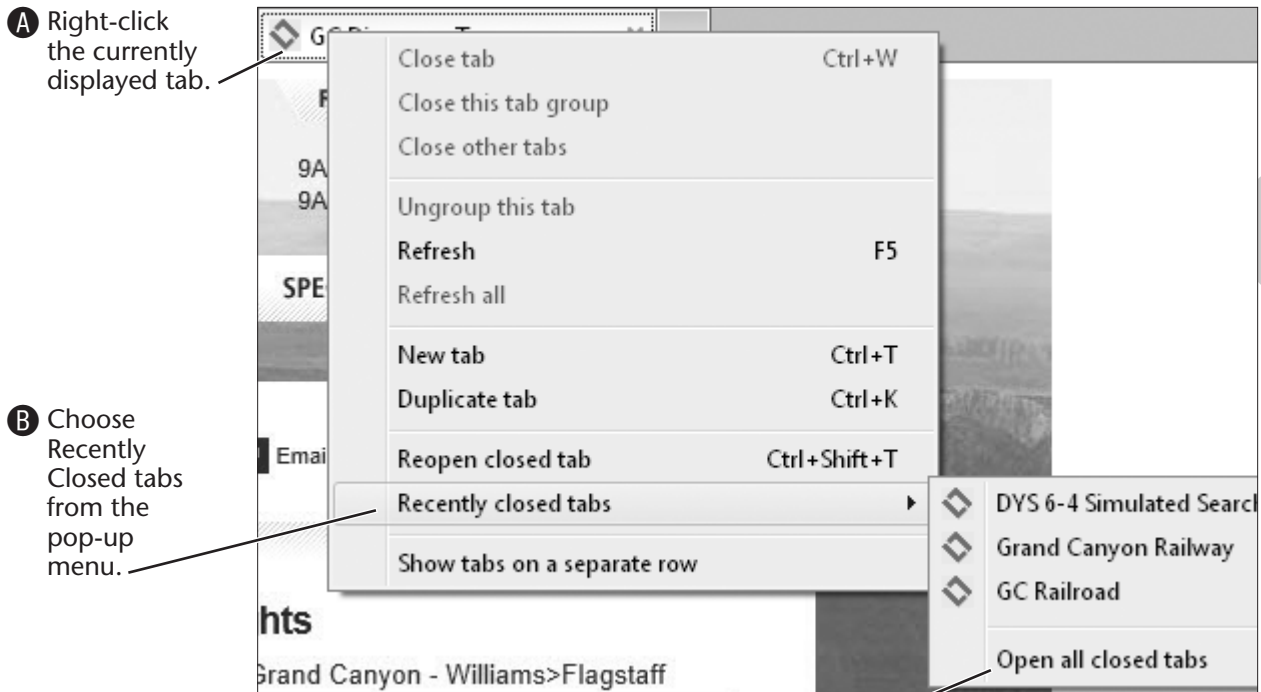 A Right-click
the currently
displayed tab.
Close tab Ctrl+W
Close this tab group
Close other tabs
9A
9A
Ungroup this tab
Refresh F5
SPE
Refresh all
New tab Ctrl+T
Duplicate tab Ctrl+K
B Choose
Recently
Closed tabs
from the
pop-up
menu.
Emai
Reopen closed tab Ctrl+Shift+T
Recently closed tabs
Show tabs on a separate row
DYS 6-4 Simulated Search
Grand Canyon Railway
GC Railroad
Open all closed tabs
hts
Grand Canyon - Williams>Flagstaff